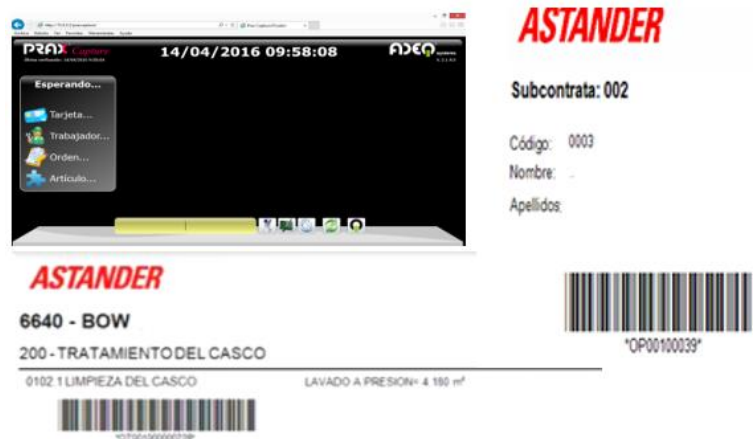 PRAX Capture
14/04/2016 09:58:08
ADEQ
Esperando...
Tarjeta...
Trabajador...
Orden...
Artículo...
ASTANDER
Subcontrata: 002
Código: 0003
Nombre:
Apellidos:
*OP00100039*
ASTANDER
6640 - BOW
200 - TRATAMIENTO DEL CASCO
0102.1 LIMPIEZA DEL CASCO
LAVADO A PRESION= 4.180 m²